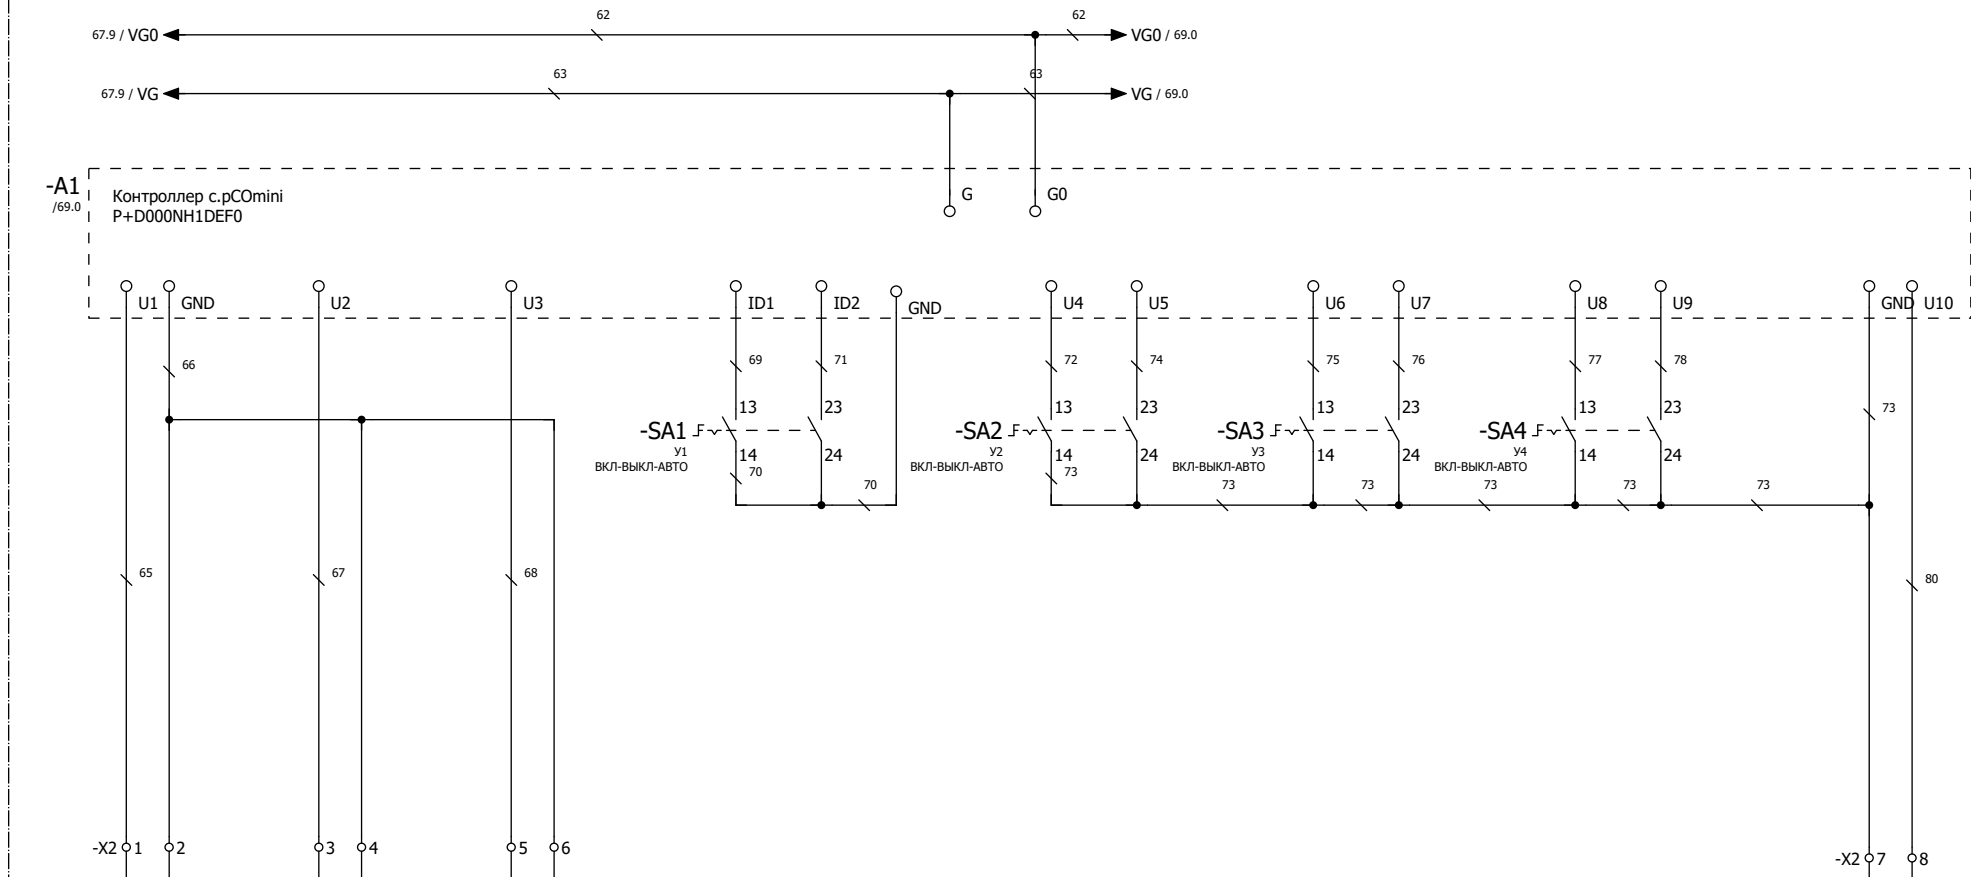 62
62
67.9 / VG0
VG0 / 69.0
63
63
67.9 / VG
VG / 69.0
-A1
/69.0
Контроллер c.pCOmini
P+D000NH1DEF0
G
G0
U1
GND
U2
U3
ID1
ID2
GND
U4
U5
U6
U7
U8
U9
GND
U10
66
69
71
72
74
75
76
77
78
73
13
23
13
23
13
23
13
23
-SA1
-SA2
-SA3
-SA4
У1
У2
У3
У4
14
24
14
24
14
24
14
24
ВКЛ-ВЫКЛ-АВТО
ВКЛ-ВЫКЛ-АВТО
ВКЛ-ВЫКЛ-АВТО
ВКЛ-ВЫКЛ-АВТО
70
73
70
73
73
73
73
73
65
67
68
80
-X2
1
2
3
4
5
6
-X2
7
8